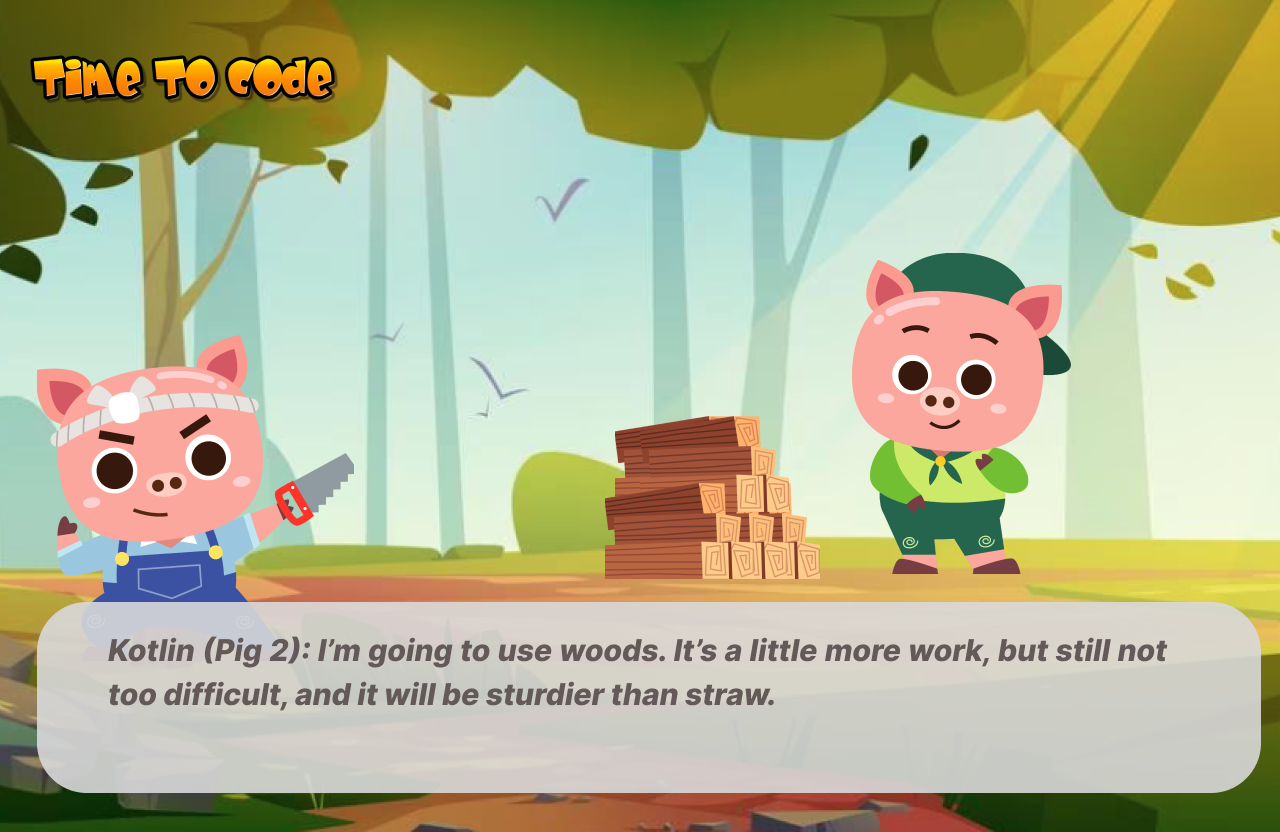 Time To Code
Kotlin (Pig 2): I’m going to use woods. It’s a little more work, but still not
too difficult, and it will be sturdier than straw.